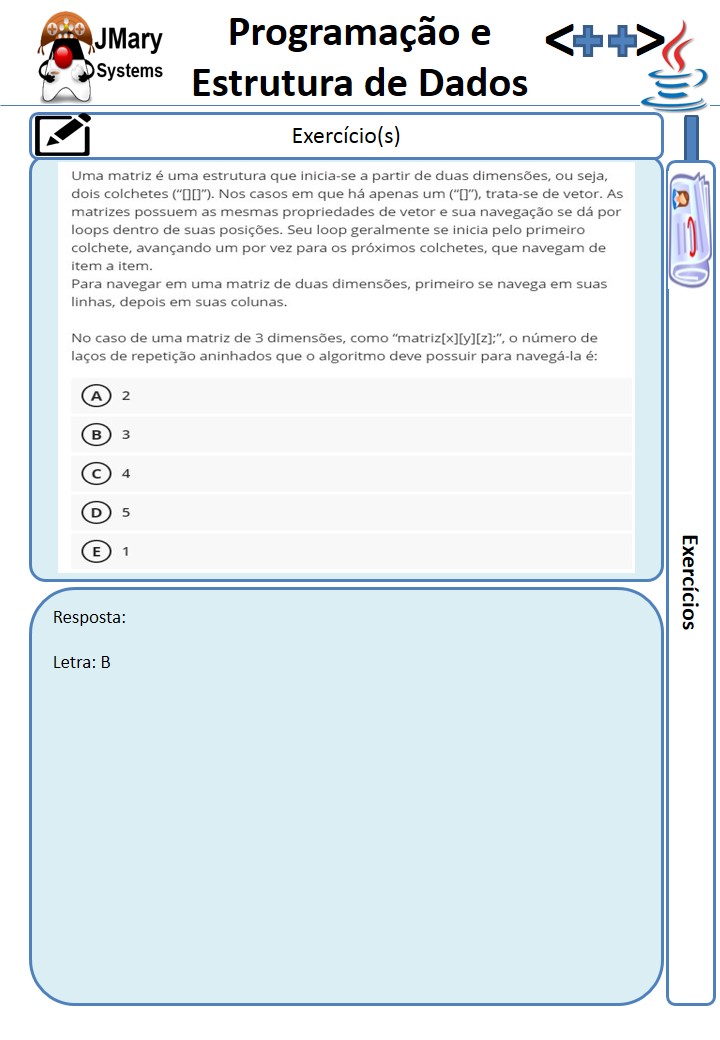 JMary
Systems
Programação e
Estrutura de Dados
<++>
Exercício(s)
Uma matriz é uma estrutura que inicia-se a partir de duas dimensões, ou seja,
dois colchetes (“[][]”). Nos casos em que há apenas um (“[]”), trata-se de vetor. As
matrizes possuem as mesmas propriedades de vetor e sua navegação se dá por
loops dentro de suas posições. Seu loop geralmente se inicia pelo primeiro
colchete, avançando um por vez para os próximos colchetes, que navegam de
item a item.
Para navegar em uma matriz de duas dimensões, primeiro se navega em suas
linhas, depois em suas colunas.
No caso de uma matriz de 3 dimensões, como “matriz[x][y][z];”, o número de
laços de repetição aninhados que o algoritmo deve possuir para navegá-la é:
A 2
B 3
C 4
D 5
E 1
Exercícios
Resposta:
Letra: B